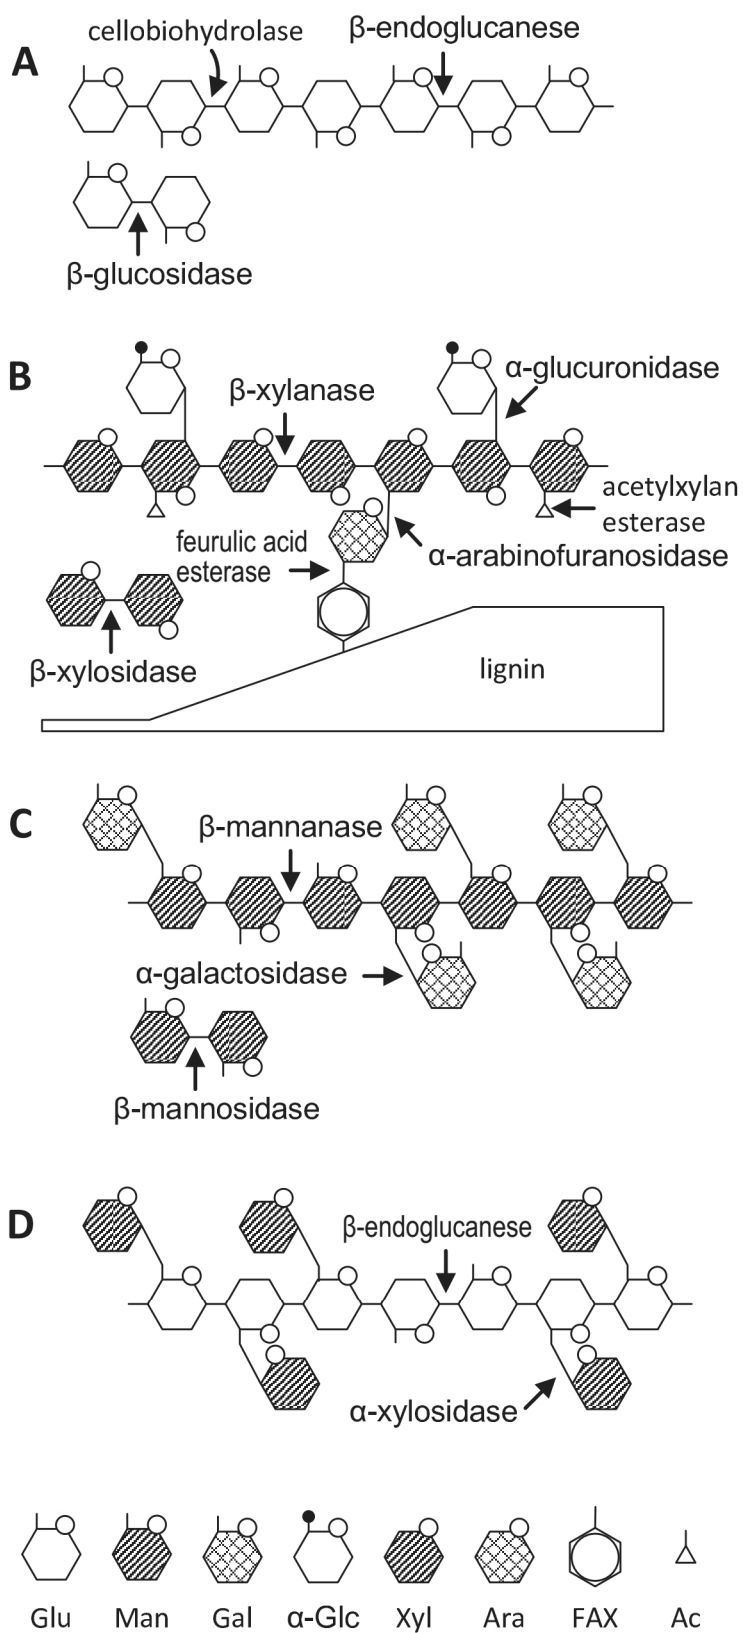 A
cellobiohydrolase
β-endoglucanese
β-glucosidase
B
β-xylanase
α-glucuronidase
acetylxylan
esterase
feurulic acid
esterase
α-arabinofuranosidase
β-xylosidase
lignin
C
β-mannanase
α-galactosidase
β-mannosidase
D
β-endoglucanese
α-xylosidase
Glu Man Gal α-Glc Xyl Ara FAX Ac